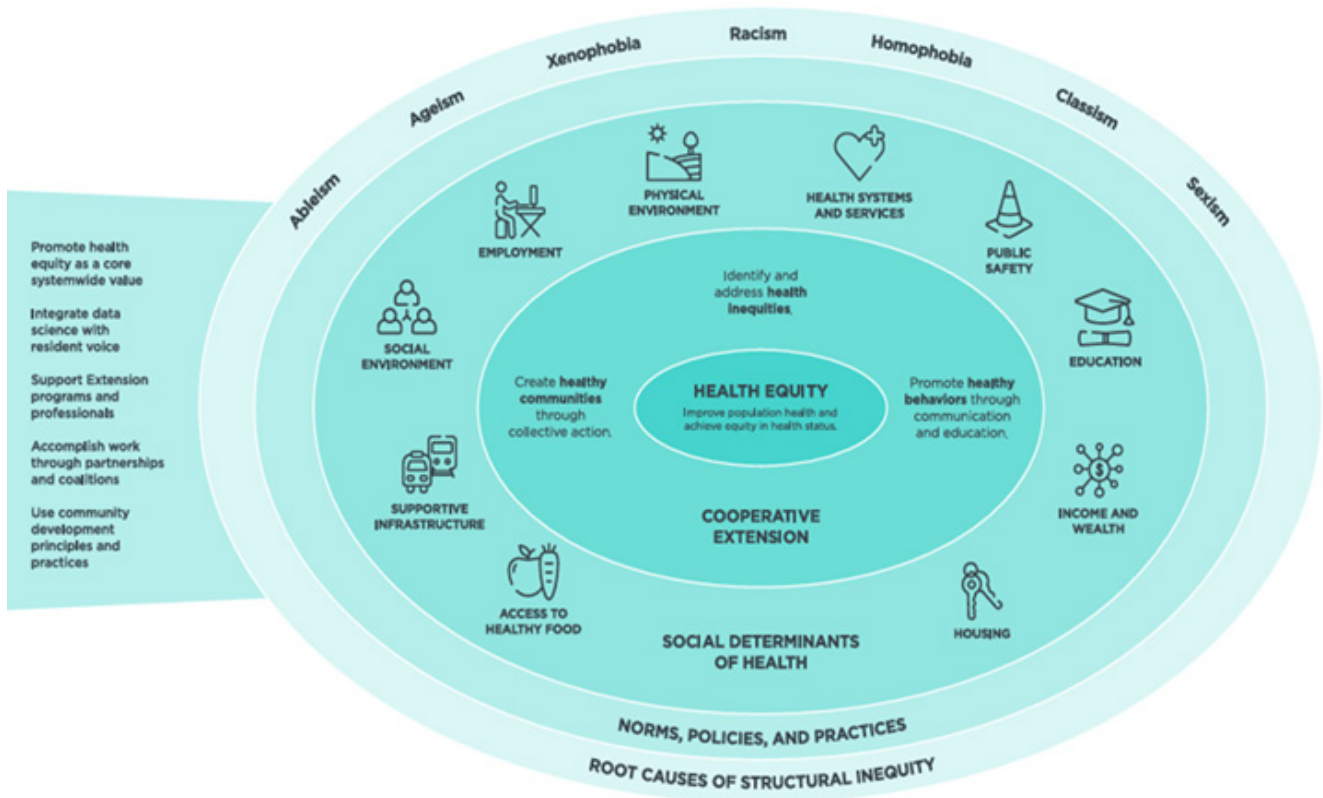 Ableism
Ageism
Xenophobia
Racism
Homophobia
Classism
Sexism
Promote health
equity as a core
systemwide value
Integrate data
science with
resident voice
Support Extension
programs and
professionals
Accomplish work
through partnerships
and coalitions
Use community
development
principles and
practices
PHYSICAL
ENVIRONMENT
HEALTH SYSTEMS
AND SERVICES
EMPLOYMENT
PUBLIC
SAFETY
SOCIAL
ENVIRONMENT
EDUCATION
SUPPORTIVE
INFRASTRUCTURE
INCOME AND
WEALTH
$
ACCESS TO
HEALTHY FOOD
HOUSING
Identify and
address health
inequities.
Create healthy
communities
through
collective action.
HEALTH EQUITY
Improve population health and
achieve equity in health status.
Promote healthy
behaviors through
communication
and education.
COOPERATIVE
EXTENSION
SOCIAL DETERMINANTS
OF HEALTH
NORMS, POLICIES, AND PRACTICES
ROOT CAUSES OF STRUCTURAL INEQUITY